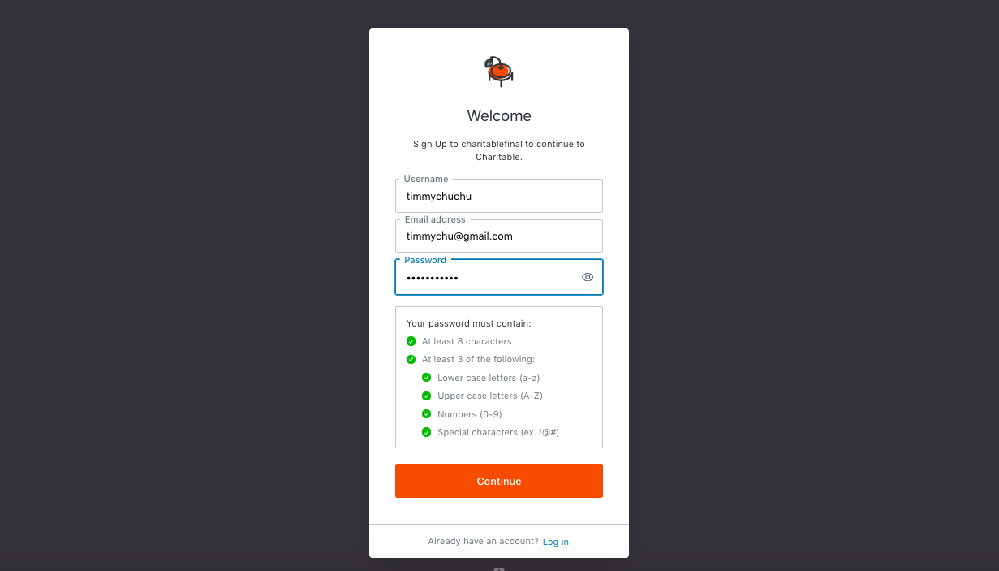 Welcome
Sign Up to charitablefinal to continue to
Charitable.
Username
timmychuchu
Email address
timmychu@gmail.com
Password
•••••••••••
Your password must contain:
At least 8 characters
At least 3 of the following:
Lower case letters (a-z)
Upper case letters (A-Z)
Numbers (0-9)
Special characters (ex. !@#)
Continue
Already have an account? Log in